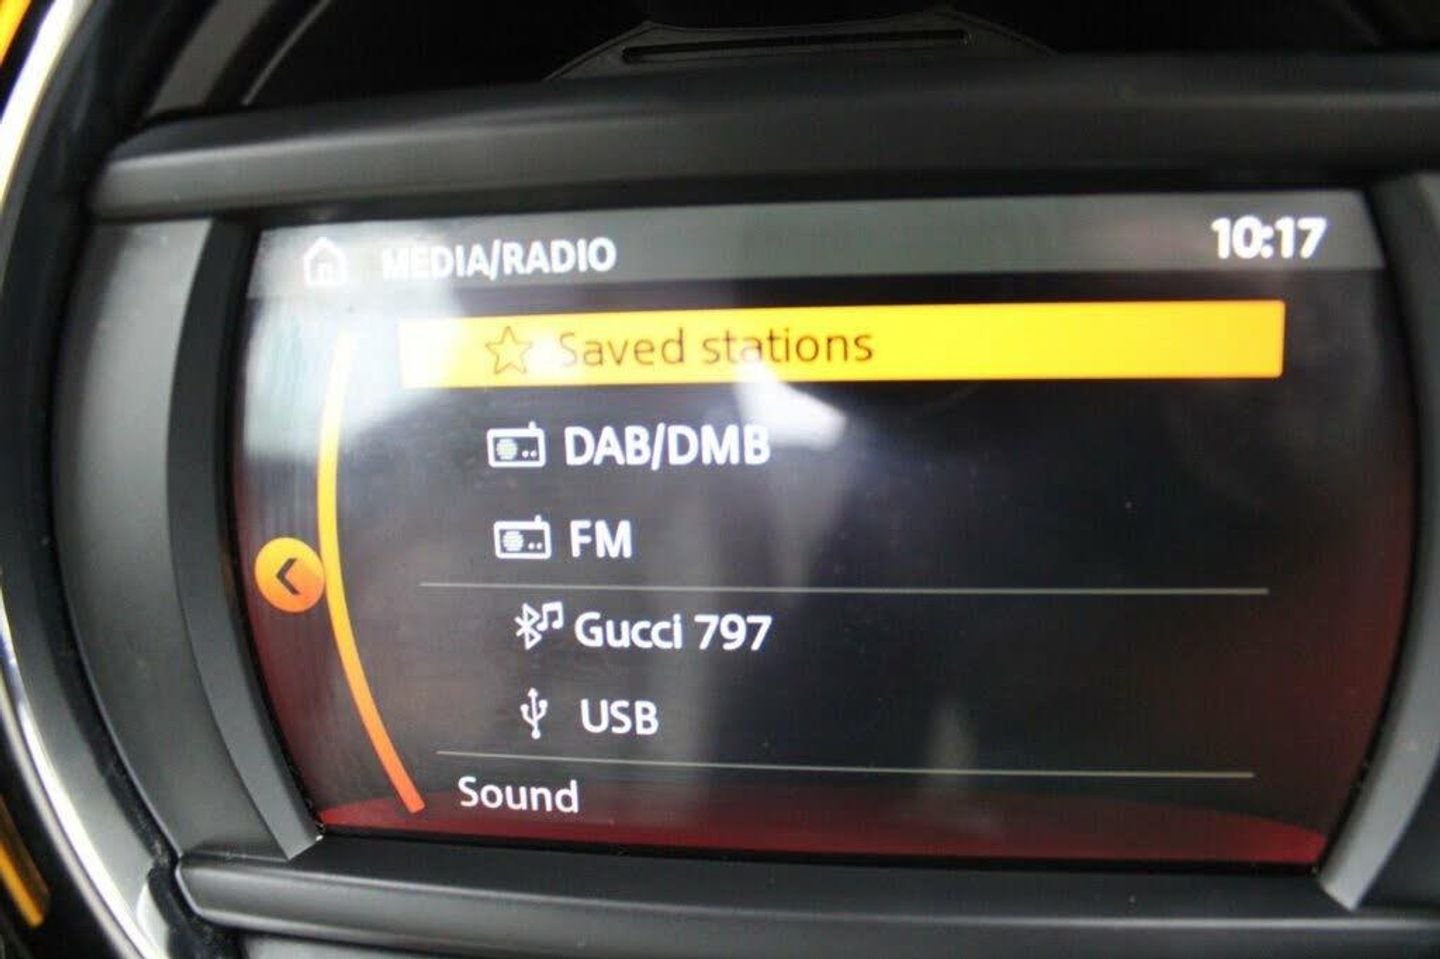 MEDIA/RADIO 10:17
Saved stations
DAB/DMB
FM
Gucci 797
USB
Sound